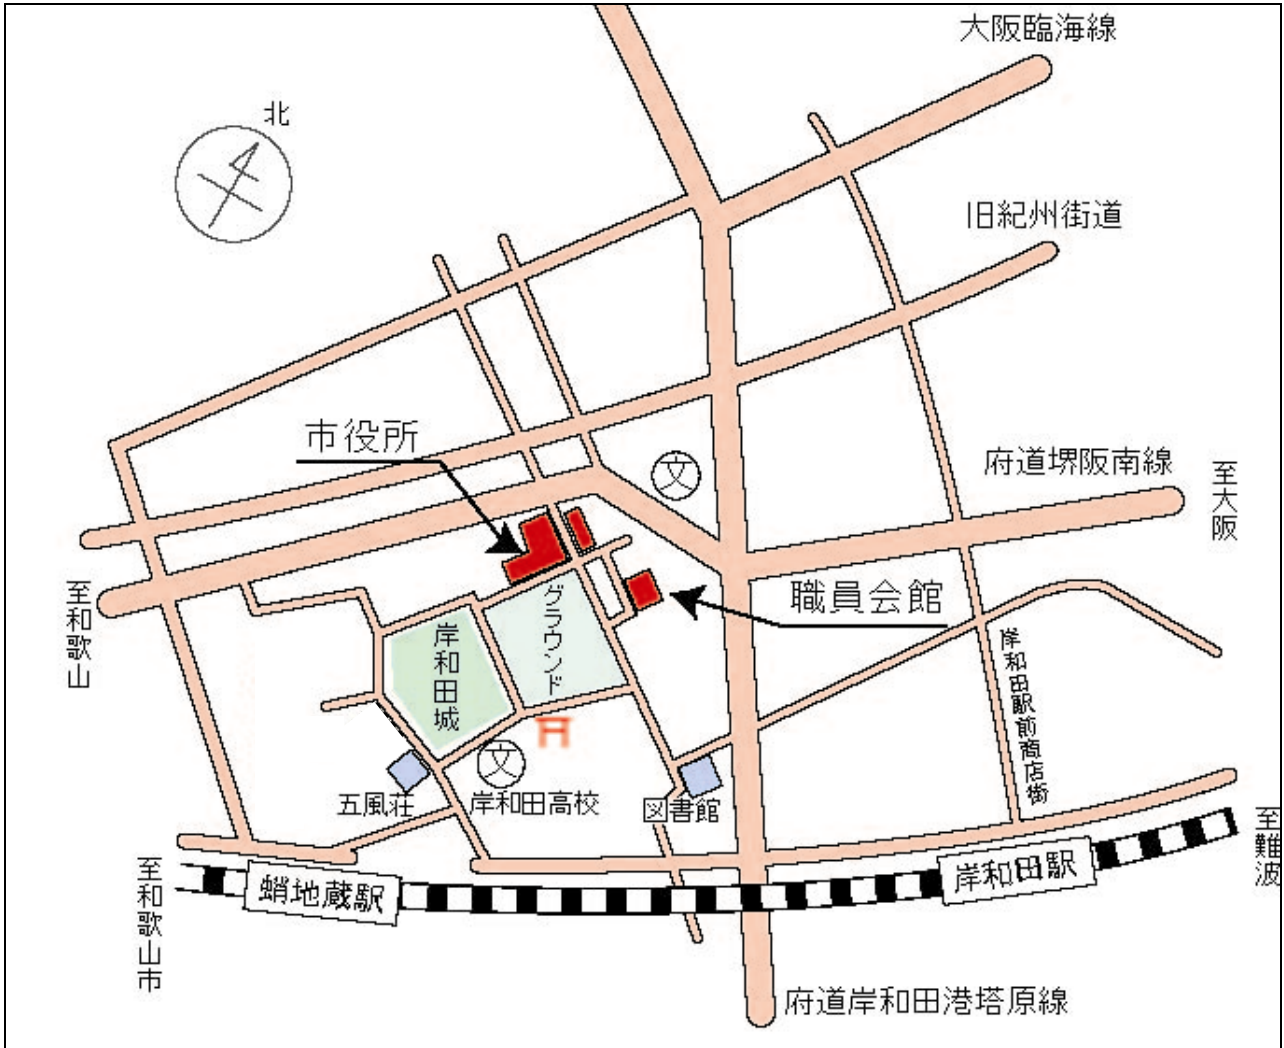 大阪臨海線
北
旧紀州街道
市役所
文
府道堺阪南線
至大阪
至和歌山
グラウンド
職員会館
岸和田城
岸和田駅前商店街
文
五風荘
岸和田高校
図書館
至難波
蛸地蔵駅
岸和田駅
至和歌山市
府道岸和田港塔原線